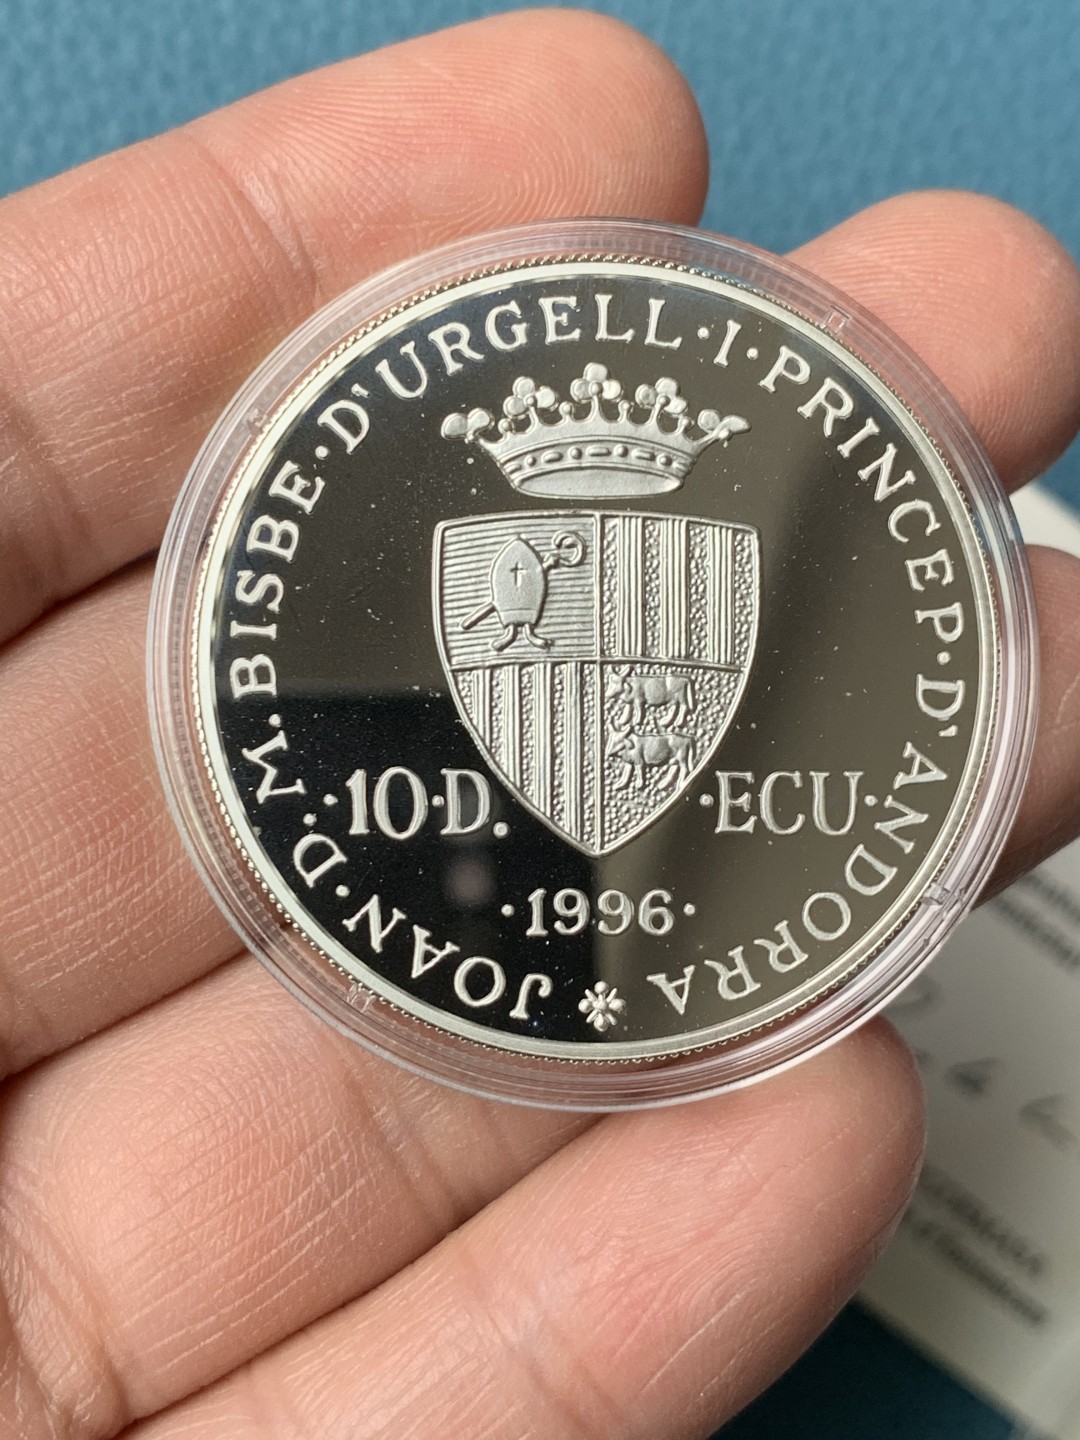 JOAN·D·M·BISBE·D'URGELL·I·PRINCEP·D'ANDORRA
·10·D. ·ECU·
·1996·